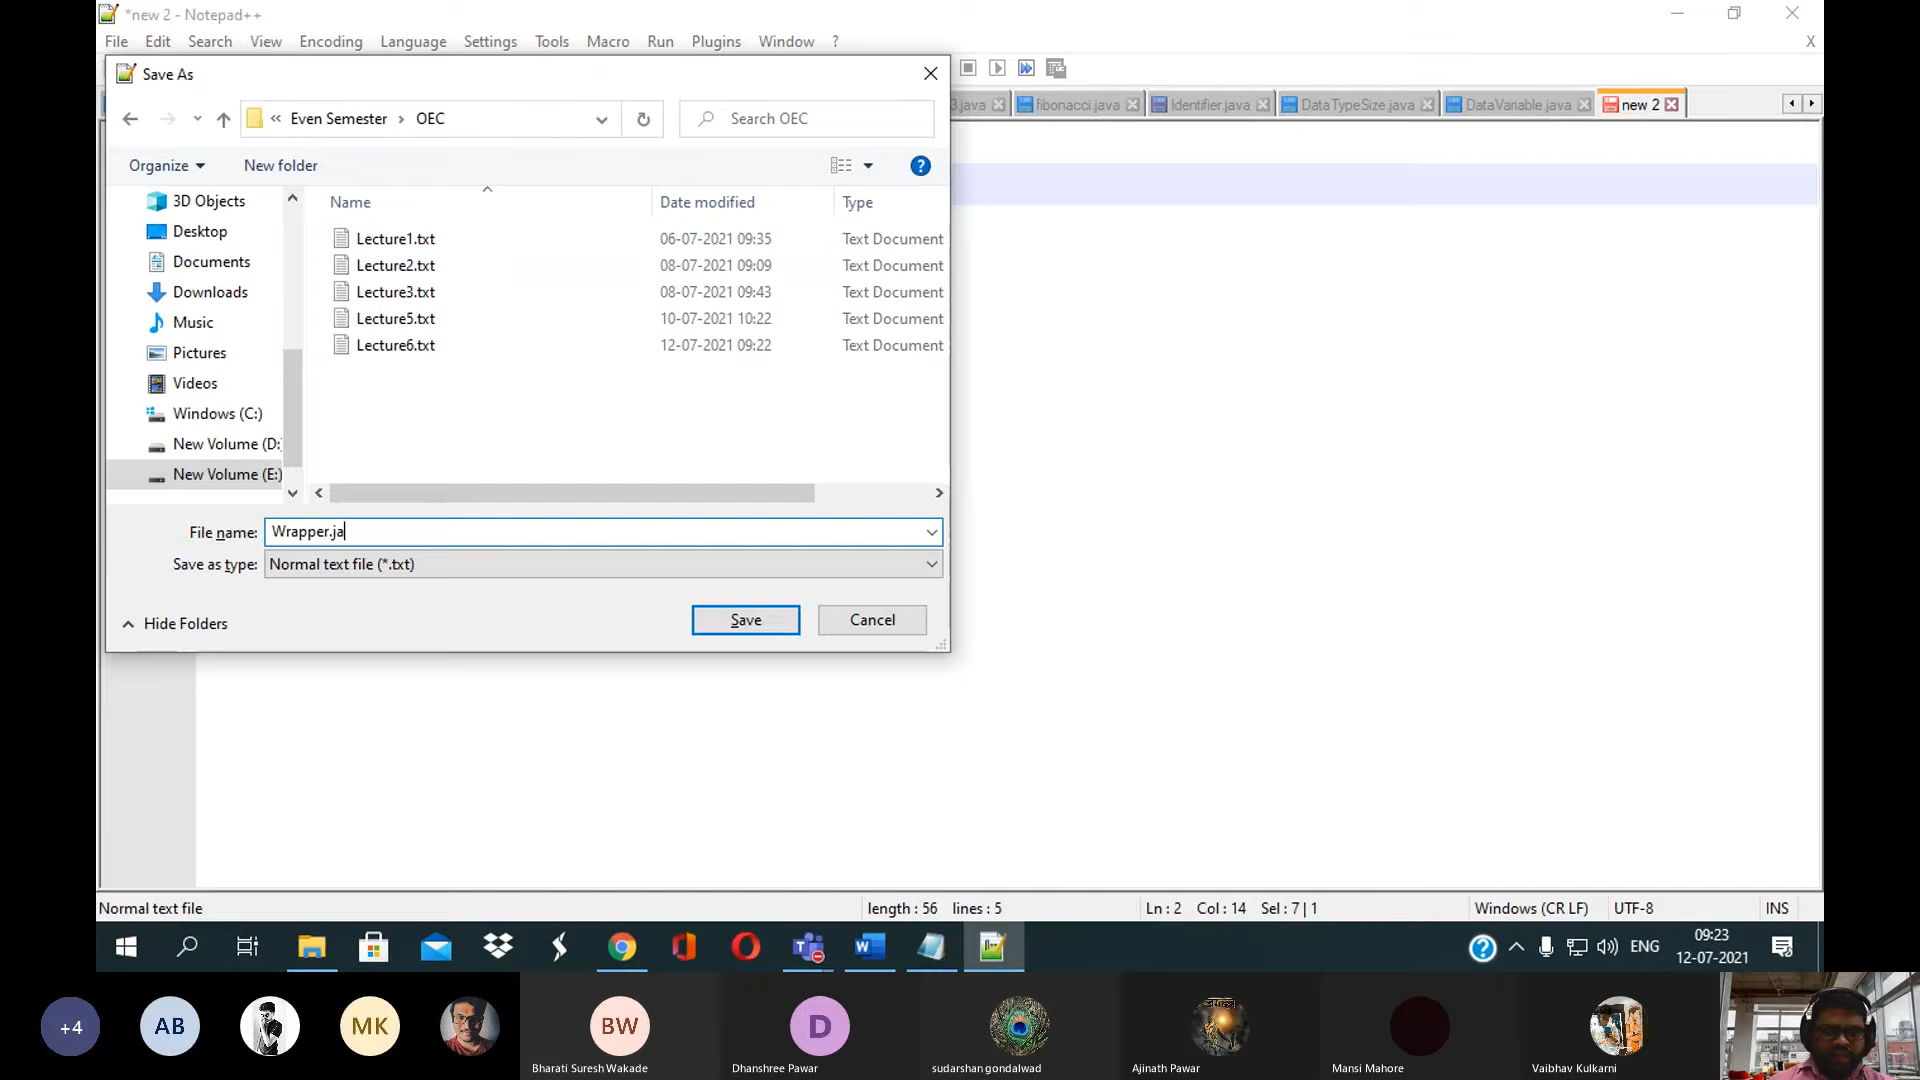 *new 2 - Notepad++
File Edit Search View Encoding Language Settings Tools Macro Run Plugins Window ?
X
Save As
3.java fibonacci.java Identifier.java DataTypeSize.java DataVariable.java new 2
« Even Semester › OEC
Search OEC
Organize New folder
Name Date modified Type
3D Objects
Desktop
Documents
Downloads
Music
Pictures
Videos
Windows (C:)
New Volume (D:
New Volume (E:)
Lecture1.txt 06-07-2021 09:35 Text Document
Lecture2.txt 08-07-2021 09:09 Text Document
Lecture3.txt 08-07-2021 09:43 Text Document
Lecture5.txt 10-07-2021 10:22 Text Document
Lecture6.txt 12-07-2021 09:22 Text Document
File name: Wrapper.ja
Save as type: Normal text file (*.txt)
Hide Folders
Save Cancel
Normal text file length : 56 lines : 5 Ln : 2 Col : 14 Sel : 7 | 1 Windows (CR LF) UTF-8 INS
ENG 09:23
12-07-2021
+4 AB MK BW D
Bharati Suresh Wakade Dhanshree Pawar sudarshan gondalwad Ajinath Pawar Mansi Mahore Vaibhav Kulkarni